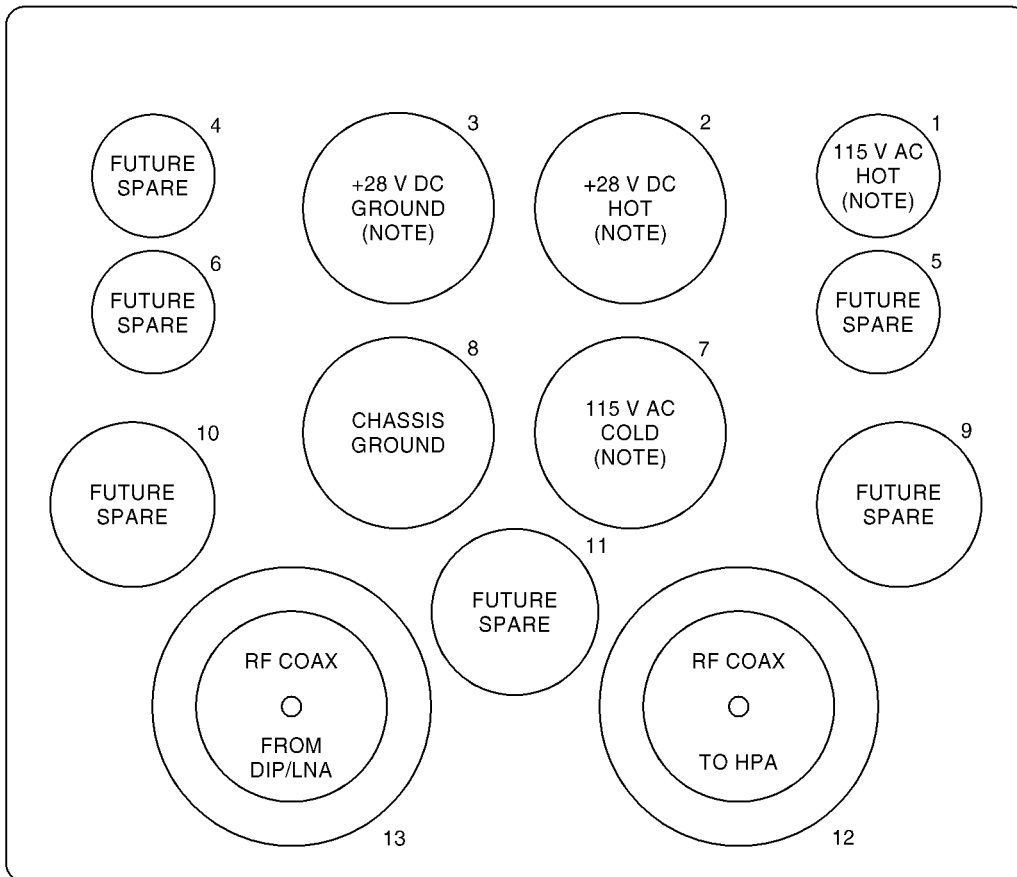 4
FUTURE
SPARE
3
+28 V DC
GROUND
(NOTE)
2
+28 V DC
HOT
(NOTE)
1
115 V AC
HOT
(NOTE)
6
FUTURE
SPARE
5
FUTURE
SPARE
8
CHASSIS
GROUND
7
115 V AC
COLD
(NOTE)
10
FUTURE
SPARE
9
FUTURE
SPARE
11
FUTURE
SPARE
RF COAX
FROM
DIP/LNA
13
RF COAX
TO HPA
12